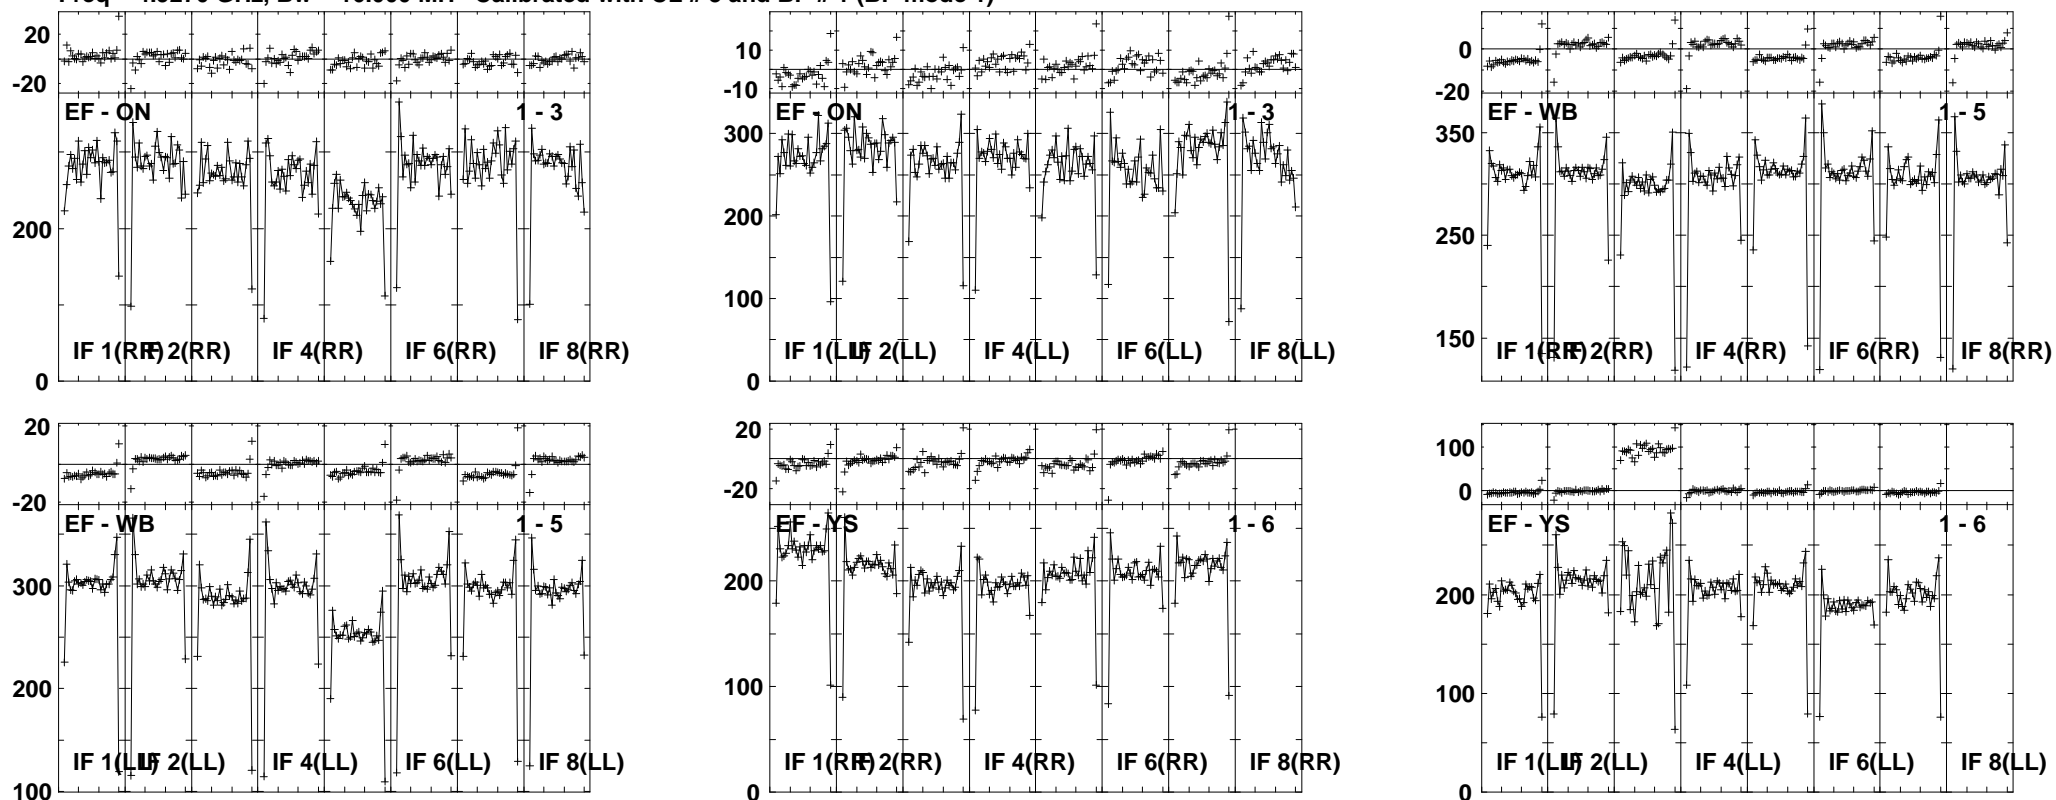 GHz, Calibrated with and mode
20
-20
EF - ON 1 - 3
200
0
IF 1(RR) IF 2(RR) IF 4(RR) IF 6(RR) IF 8(RR)
10
-10
EF - ON 1 - 3
300
200
100
0
IF 1(LL) IF 2(LL) IF 4(LL) IF 6(LL) IF 8(LL)
0
-20
EF - WB 1 - 5
350
250
150
IF 1(RR) IF 2(RR) IF 4(RR) IF 6(RR) IF 8(RR)
20
-20
EF - WB 1 - 5
300
200
100
IF 1(LL) IF 2(LL) IF 4(LL) IF 6(LL) IF 8(LL)
20
-20
EF - YS 1 - 6
200
100
0
IF 1(RR) IF 2(RR) IF 4(RR) IF 6(RR) IF 8(RR)
100
0
EF - YS 1 - 6
200
100
0
IF 1(LL) IF 2(LL) IF 4(LL) IF 6(LL) IF 8(LL)